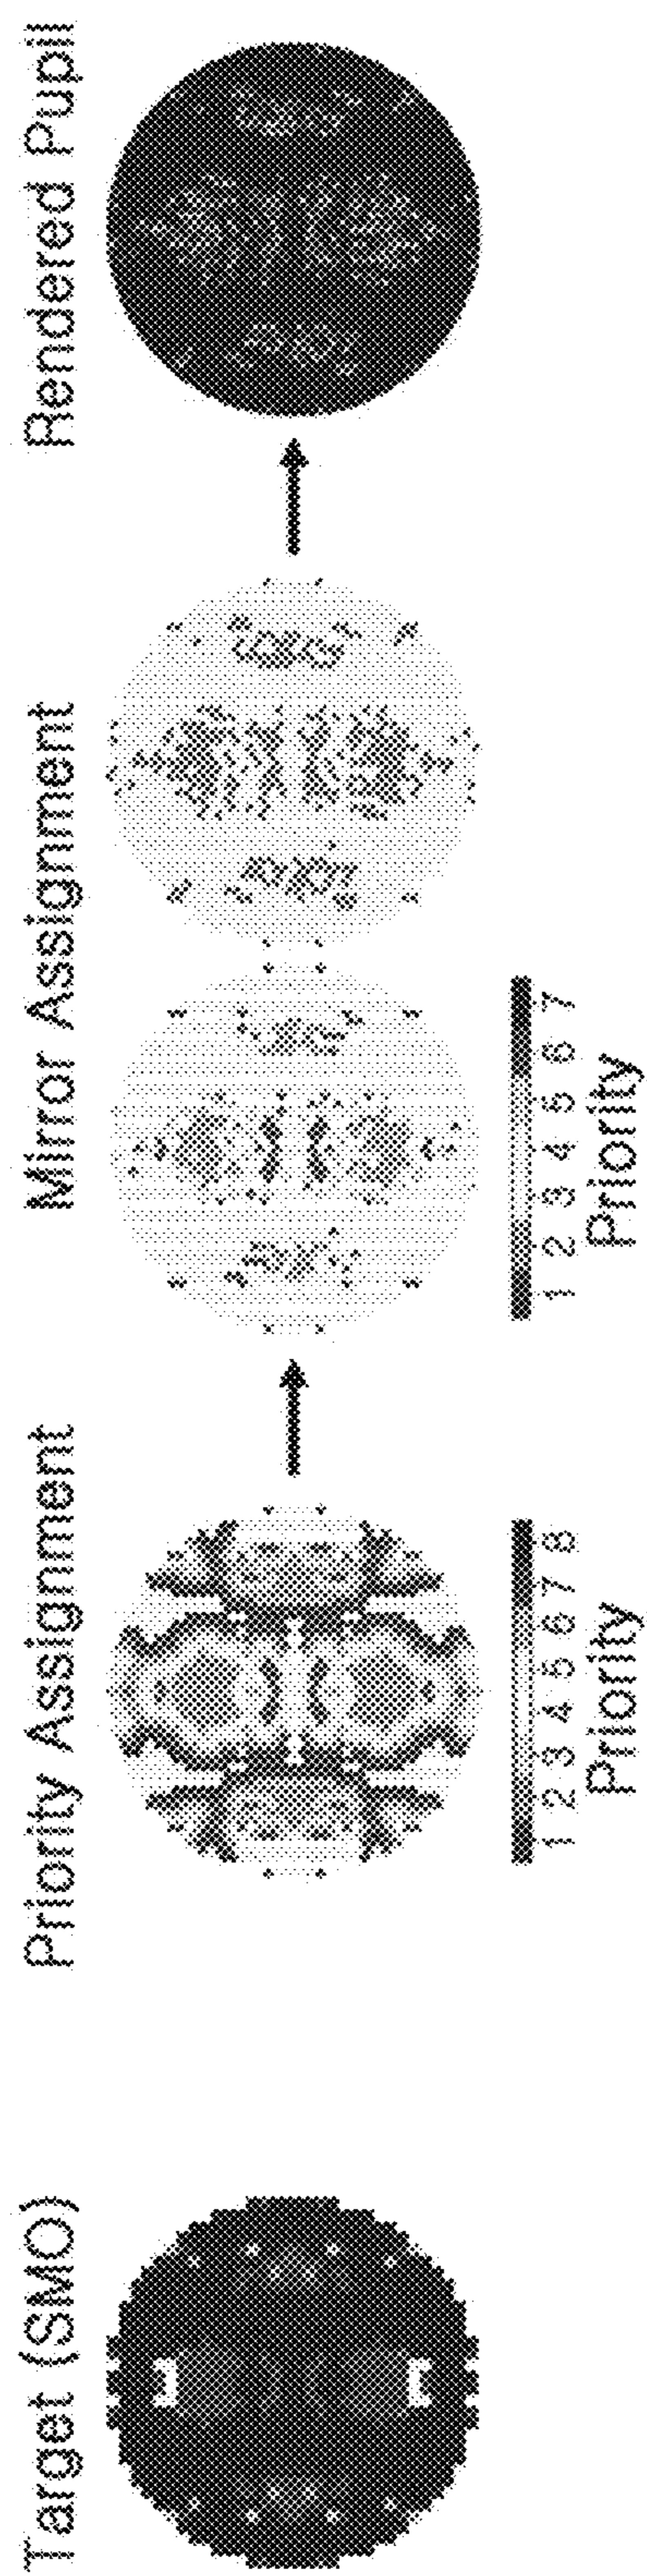 Target (SMO)
Priority Assignment
Mirror Assignment
Rendered Pupill
1 2 3 4 5 6 7 8
Priority
1 2 3 4 5 6 7
Priority